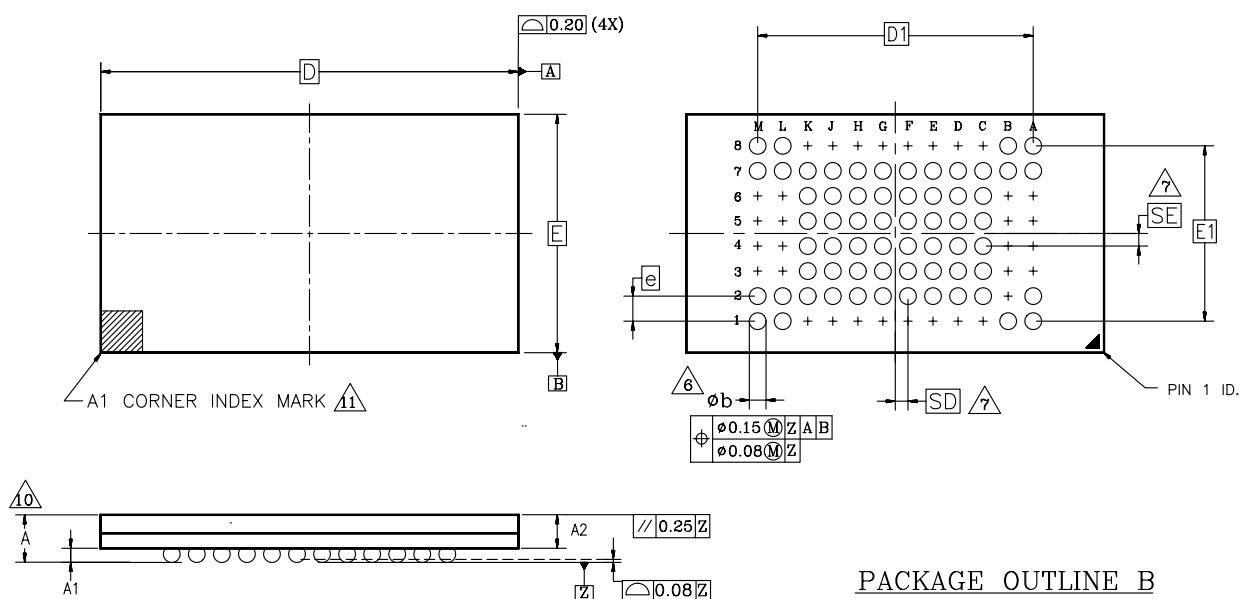 ⌓ 0.20 (4X)
D
A
E
B
A1 CORNER INDEX MARK 11
D1
M L K J H G F E D C B A
8
7
6
5
4
3
2
1
7
SE
E1
e
6
øb
SD 7
PIN 1 ID.
⌖ ø0.15 Ⓜ Z A B
ø0.08 Ⓜ Z
10
A
A1
A2
// 0.25 Z
Z
⌓ 0.08 Z
PACKAGE OUTLINE B